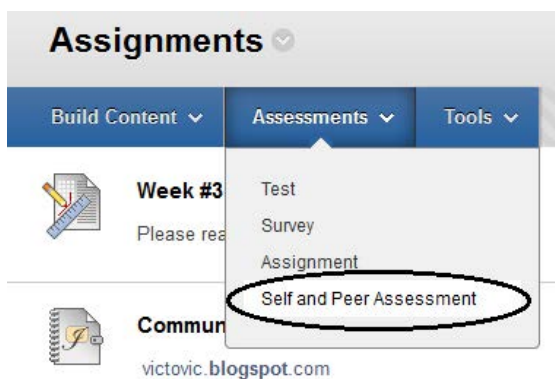 Assignments
Build Content Assessments Tools
Week #3
Test
Please rea
Survey
Assignment
Self and Peer Assessment
Commun
victovic.blogspot.com